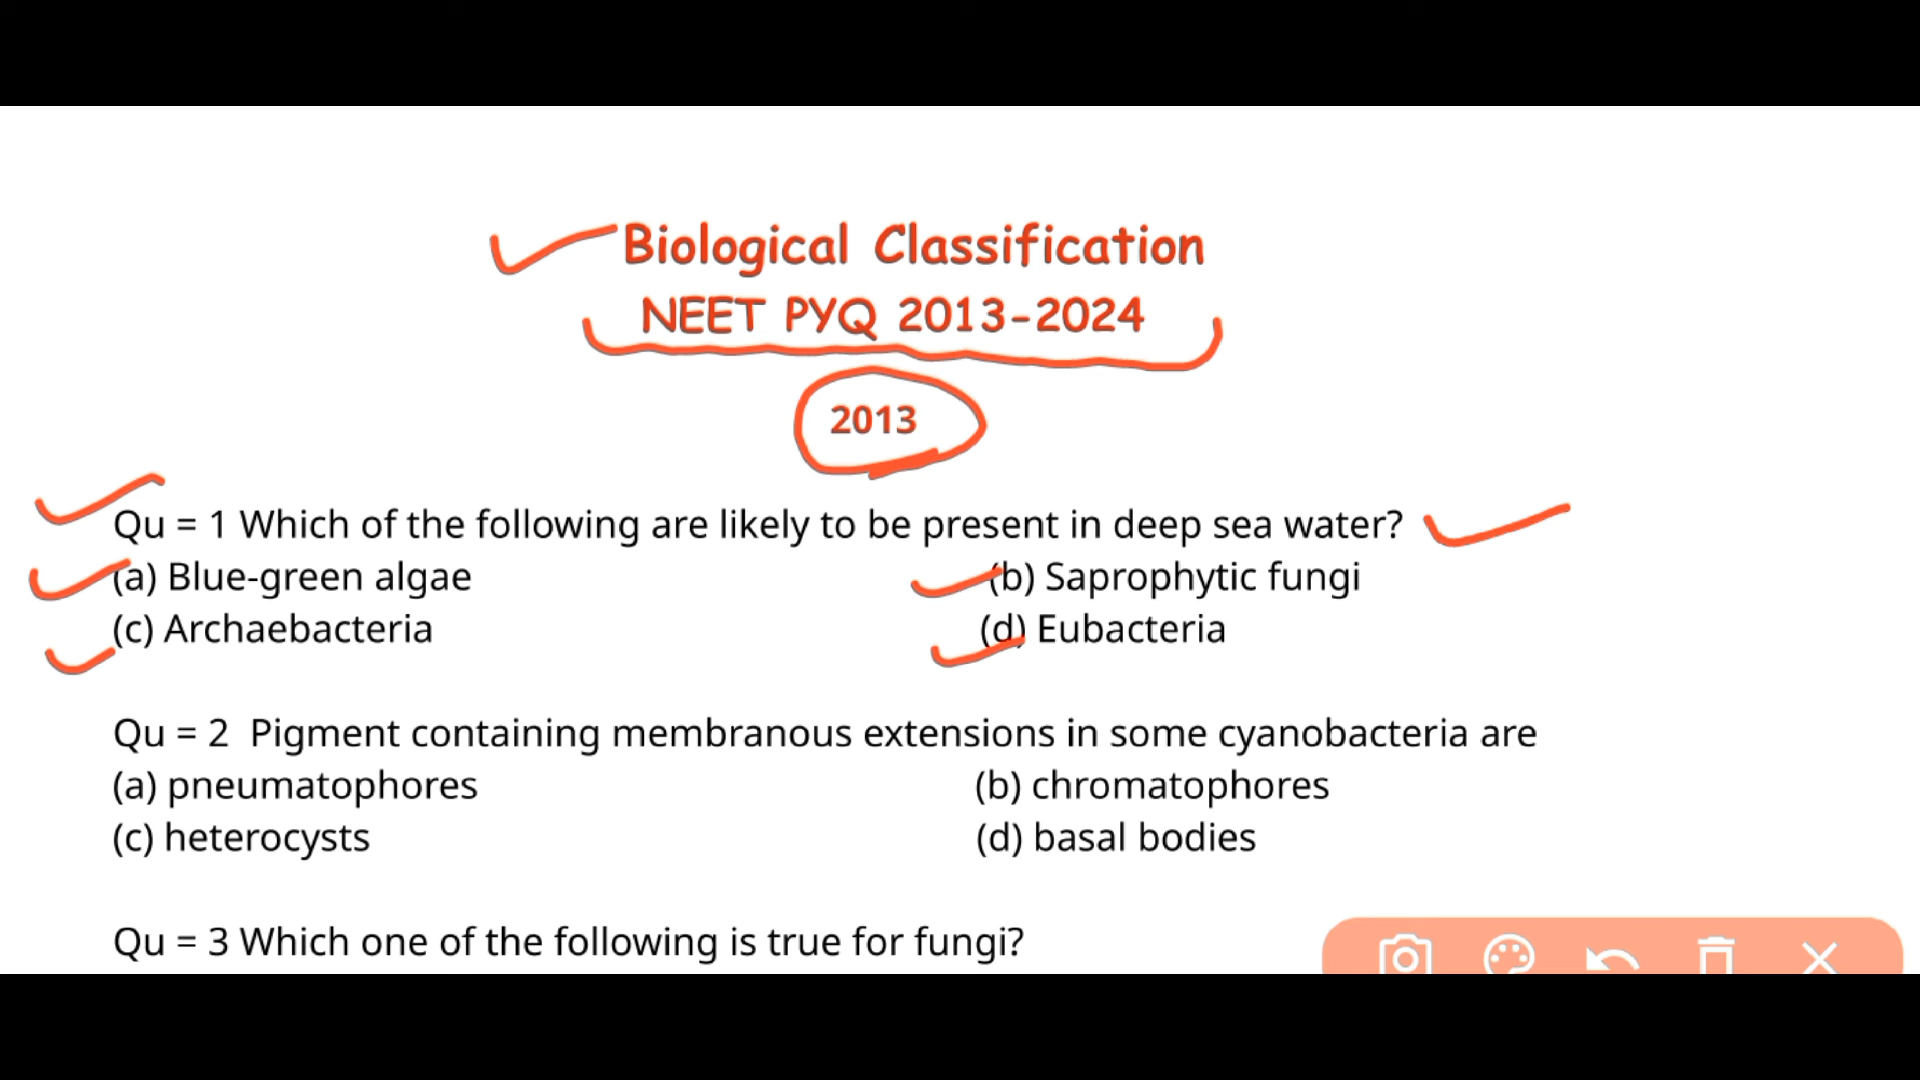 Biological Classification
NEET PYQ 2013-2024
2013
Qu = 1 Which of the following are likely to be present in deep sea water?
(a) Blue-green algae (b) Saprophytic fungi
(c) Archaebacteria (d) Eubacteria
Qu = 2 Pigment containing membranous extensions in some cyanobacteria are
(a) pneumatophores (b) chromatophores
(c) heterocysts (d) basal bodies
Qu = 3 Which one of the following is true for fungi?